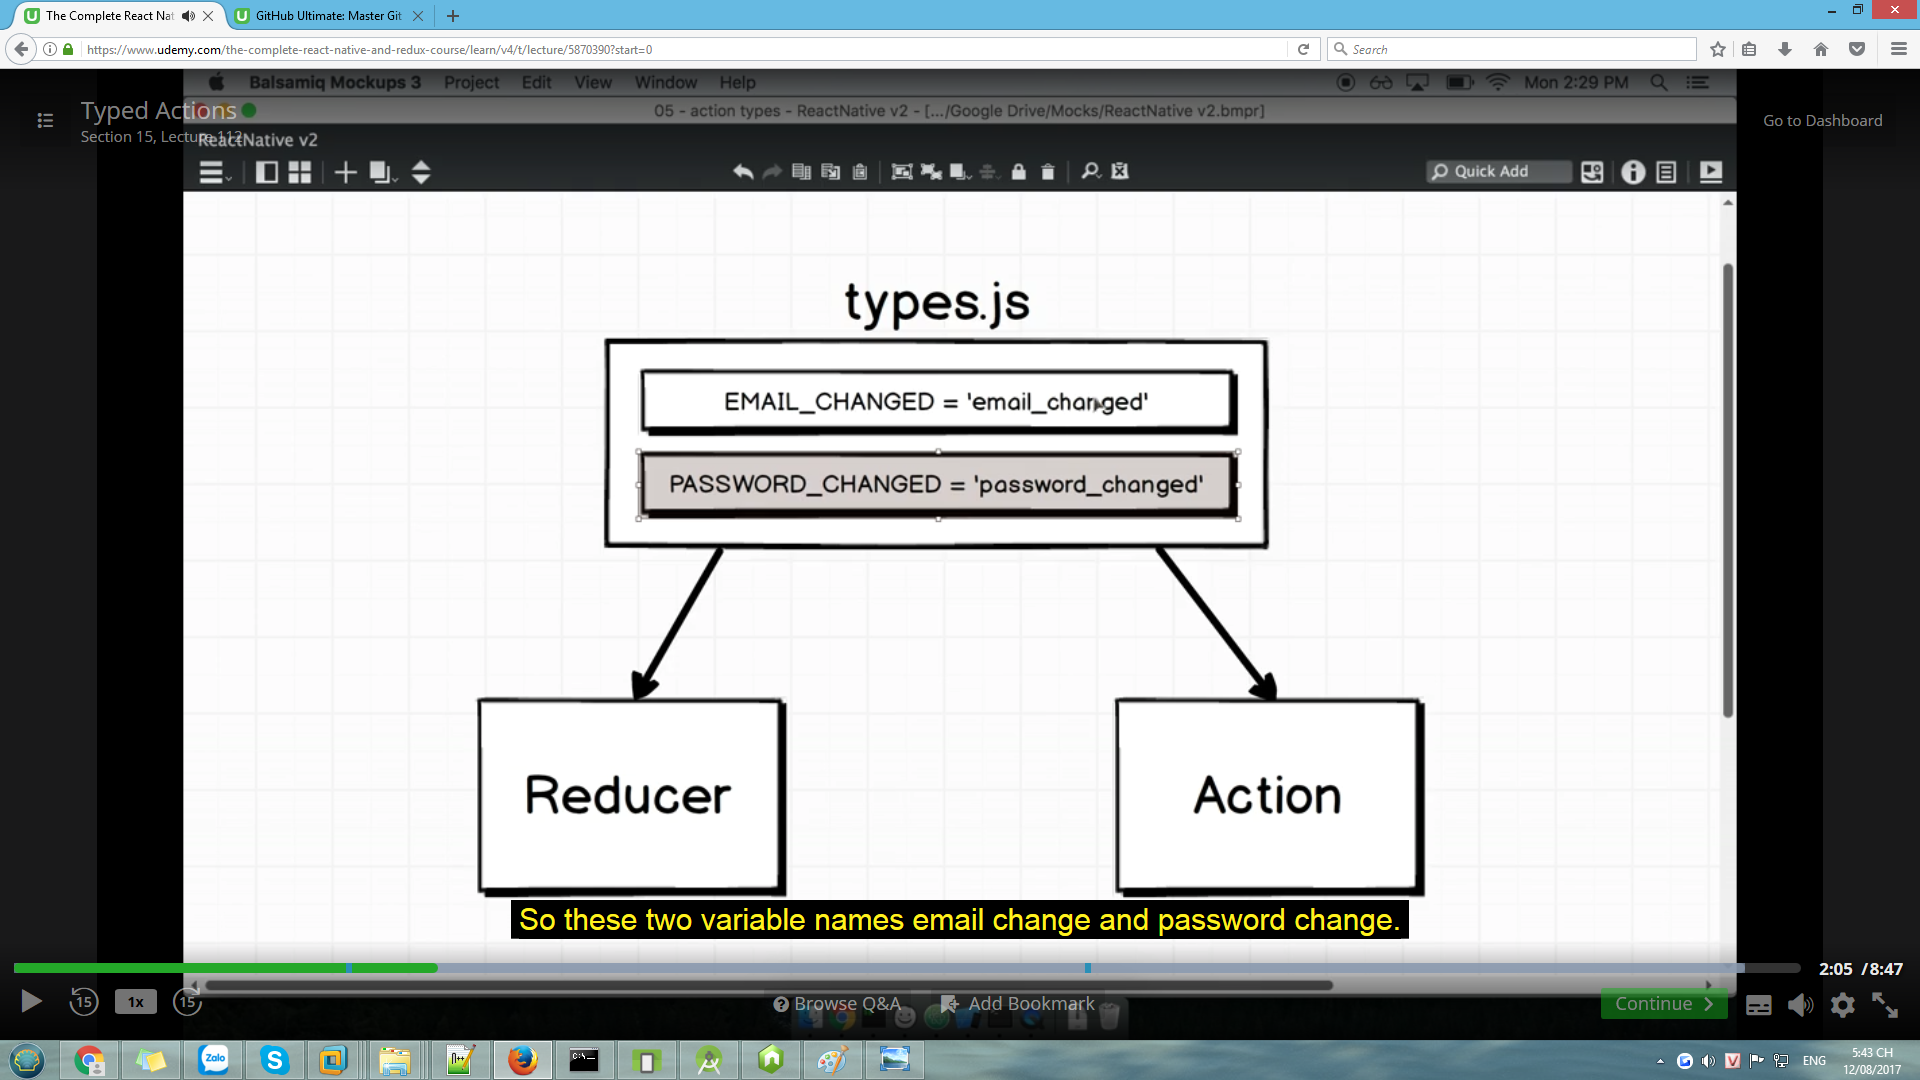 The Complete React Nat
GitHub Ultimate: Master Git
https://www.udemy.com/the-complete-react-native-and-redux-course/learn/v4/t/lecture/5870390?start=0
Search
Balsamiq Mockups 3 Project Edit View Window Help
Mon 2:29 PM
Typed Actions
05 - action types - ReactNative v2 - [.../Google Drive/Mocks/ReactNative v2.bmpr]
Go to Dashboard
Section 15, Lecture 112
ReactNative v2
Quick Add
types.js
EMAIL_CHANGED = 'email_changed'
PASSWORD_CHANGED = 'password_changed'
Reducer
Action
So these two variable names email change and password change.
2:05 / 8:47
15
1x
15
Browse Q&A
Add Bookmark
Continue
Zalo
ENG
5:43 CH
12/08/2017